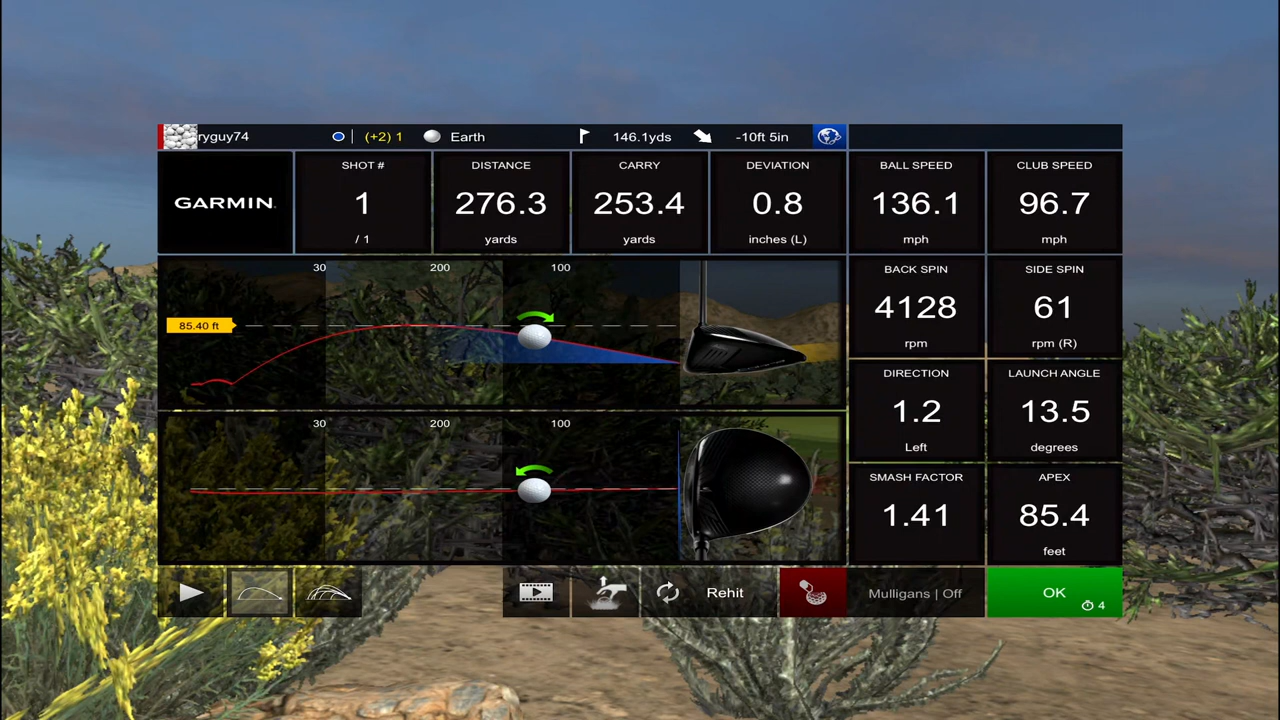 ryguy74
(+2) 1
Earth
146.1yds
-10ft 5in
GARMIN
SHOT #
1
/ 1
DISTANCE
276.3
yards
CARRY
253.4
yards
DEVIATION
0.8
inches (L)
BALL SPEED
136.1
mph
CLUB SPEED
96.7
mph
30
200
100
85.40 ft
BACK SPIN
4128
rpm
SIDE SPIN
61
rpm (R)
30
200
100
DIRECTION
1.2
Left
LAUNCH ANGLE
13.5
degrees
SMASH FACTOR
1.41
APEX
85.4
feet
Rehit
Mulligans | Off
OK
4